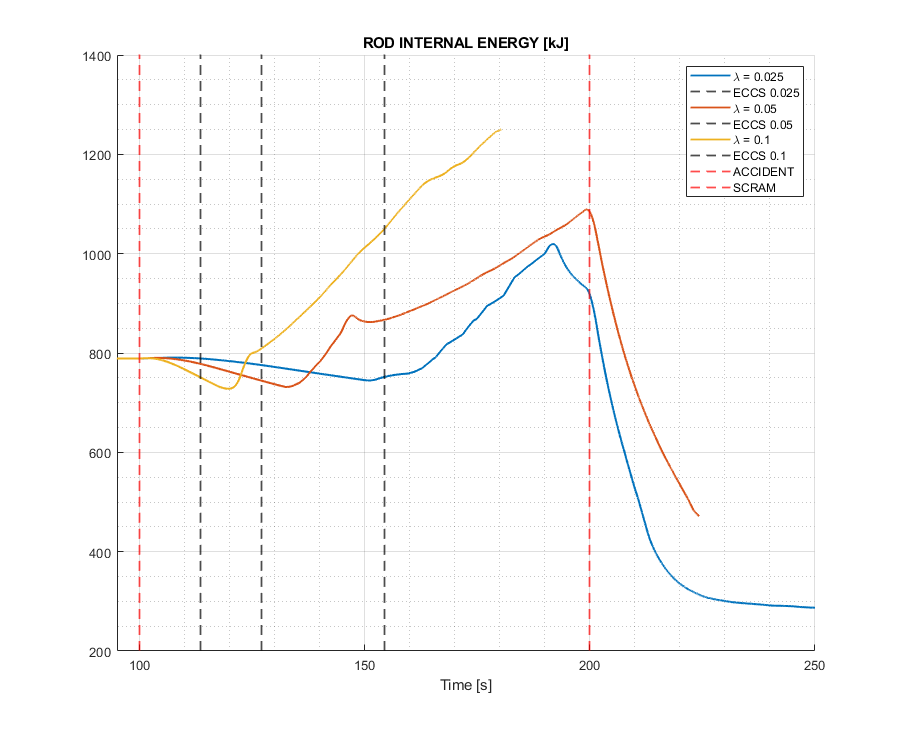 ROD INTERNAL ENERGY [kJ]
1400
1200
1000
800
600
400
200
λ = 0.025
ECCS 0.025
λ = 0.05
ECCS 0.05
λ = 0.1
ECCS 0.1
ACCIDENT
SCRAM
100 150 200 250
Time [s]